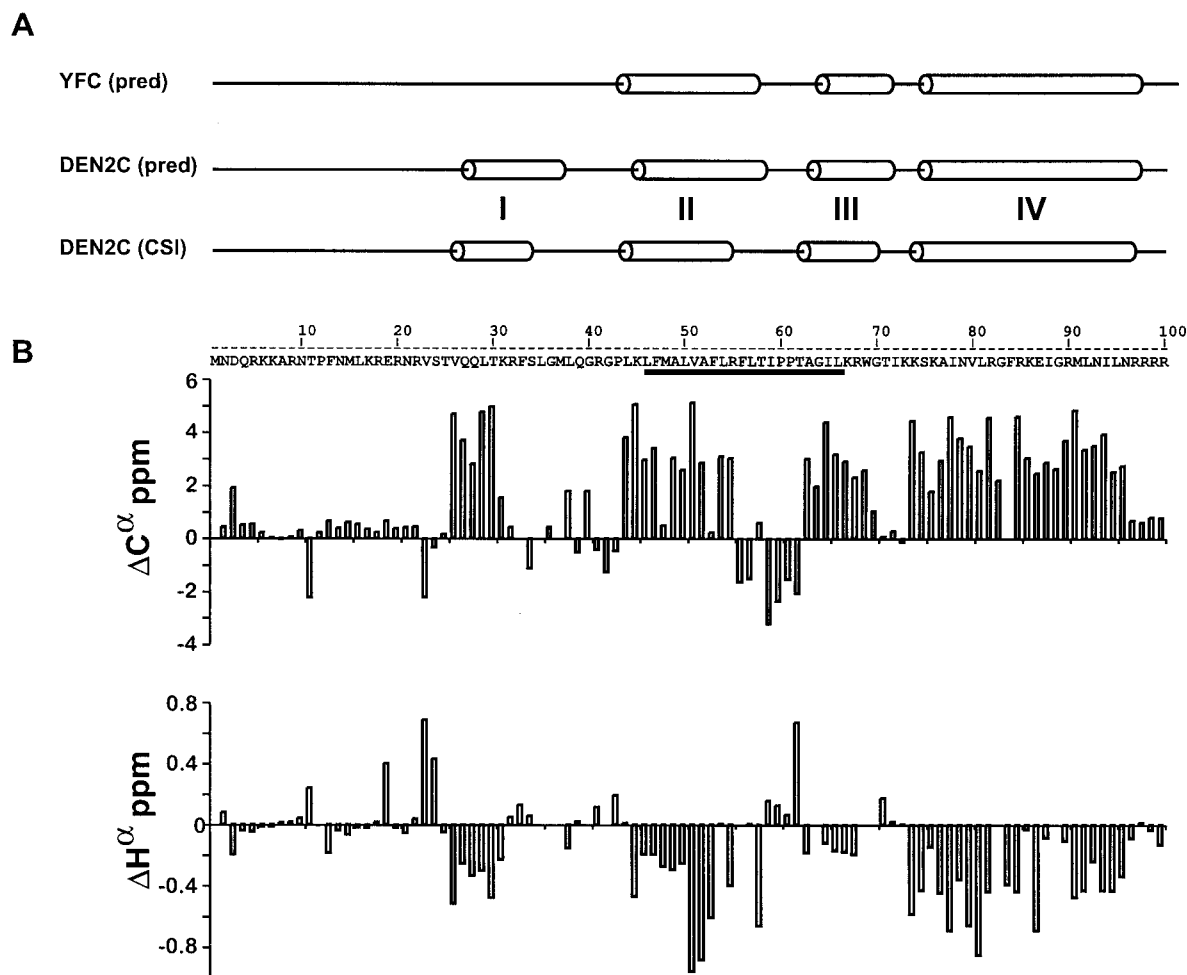 A
YFC (pred)
DEN2C (pred)
I II III IV
DEN2C (CSI)
B
10 20 30 40 50 60 70 80 90 100
MNDQRKKARNTPFNMLKRERNRVSTVQQLTKRFSLGMLQGRGPLKLFMALVAFLRFLTIPPTAGILKRWGTIKKSKAINVLRGFRKEIGRMLNILNRRRR
ΔCα ppm
6
4
2
0
-2
-4
ΔHα ppm
0.8
0.4
0
-0.4
-0.8